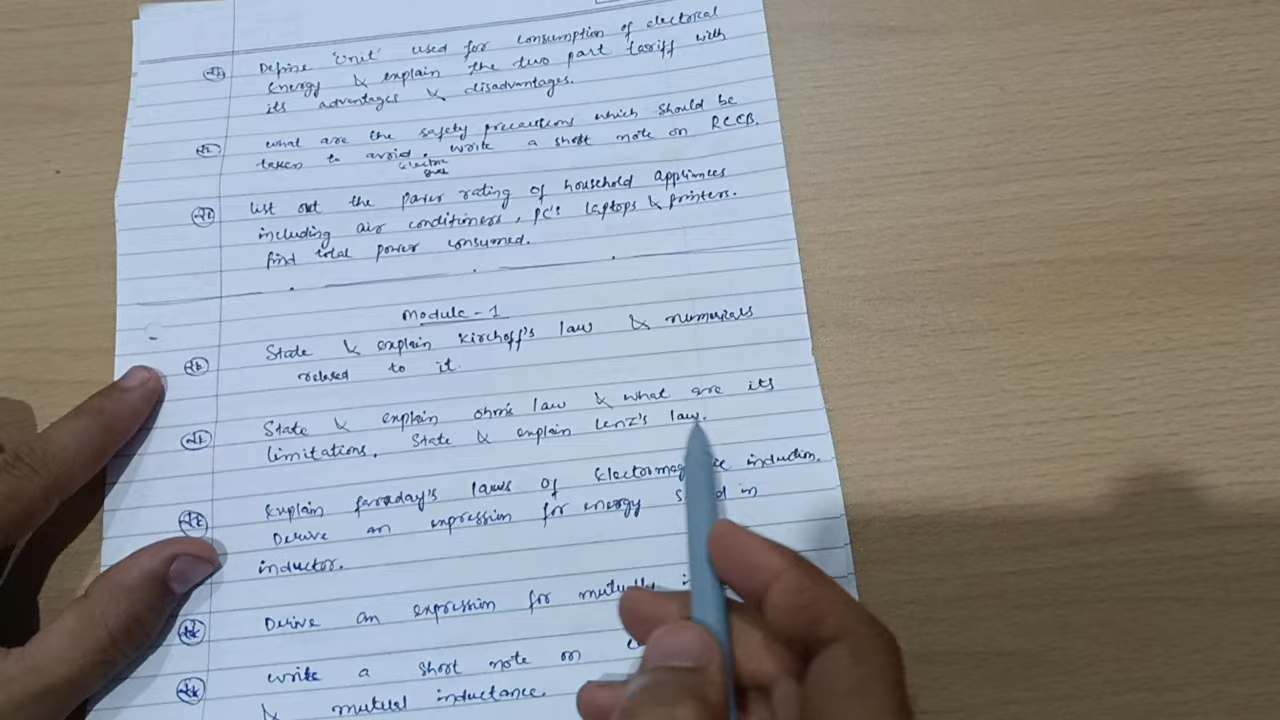 Define 'Unit' used for consumption of electrical
Energy & explain the two part tariff with
its advantages & disadvantages.
what are the safety precautions which should be
taken to avoid. write a short note on RCCB.
Electric
List out the power rating of household appliances
including air conditioners, PC's laptops & printers.
find total power consumed.
Module - 1
State & explain Kirchoff's law & numericals
related to it.
State & explain ohm's law & what are its
limitations. State & explain Lenz's law.
Explain faraday's laws of induction.
Derive an expression for energy in
inductor.
Derive an expression for mutually
write a short note on
& mutual inductance.